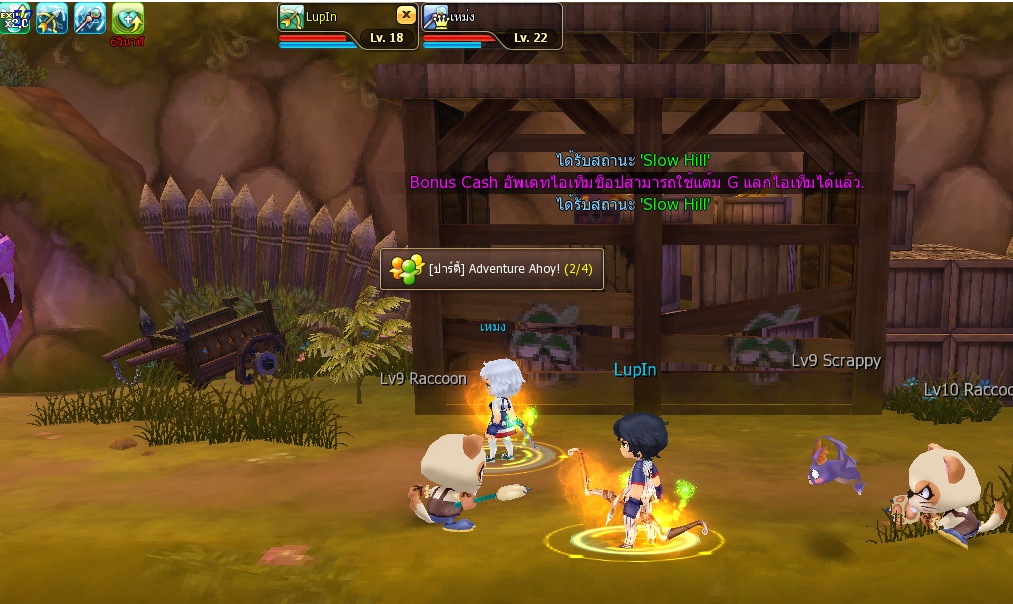 EXP
x2.0
6วินาที
LupIn
Lv. 18
เหม่ง
Lv. 22
ได้รับสถานะ 'Slow Hill'
Bonus Cash อัพเดทไอเท็มช็อปสามารถใช้แต้ม G แลกไอเท็มได้แล้ว.
ได้รับสถานะ 'Slow Hill'
[ปาร์ตี้] Adventure Ahoy! (2/4)
เหม่ง
LupIn
Lv9 Scrappy
Lv9 Raccoon
Lv10 Raccoo